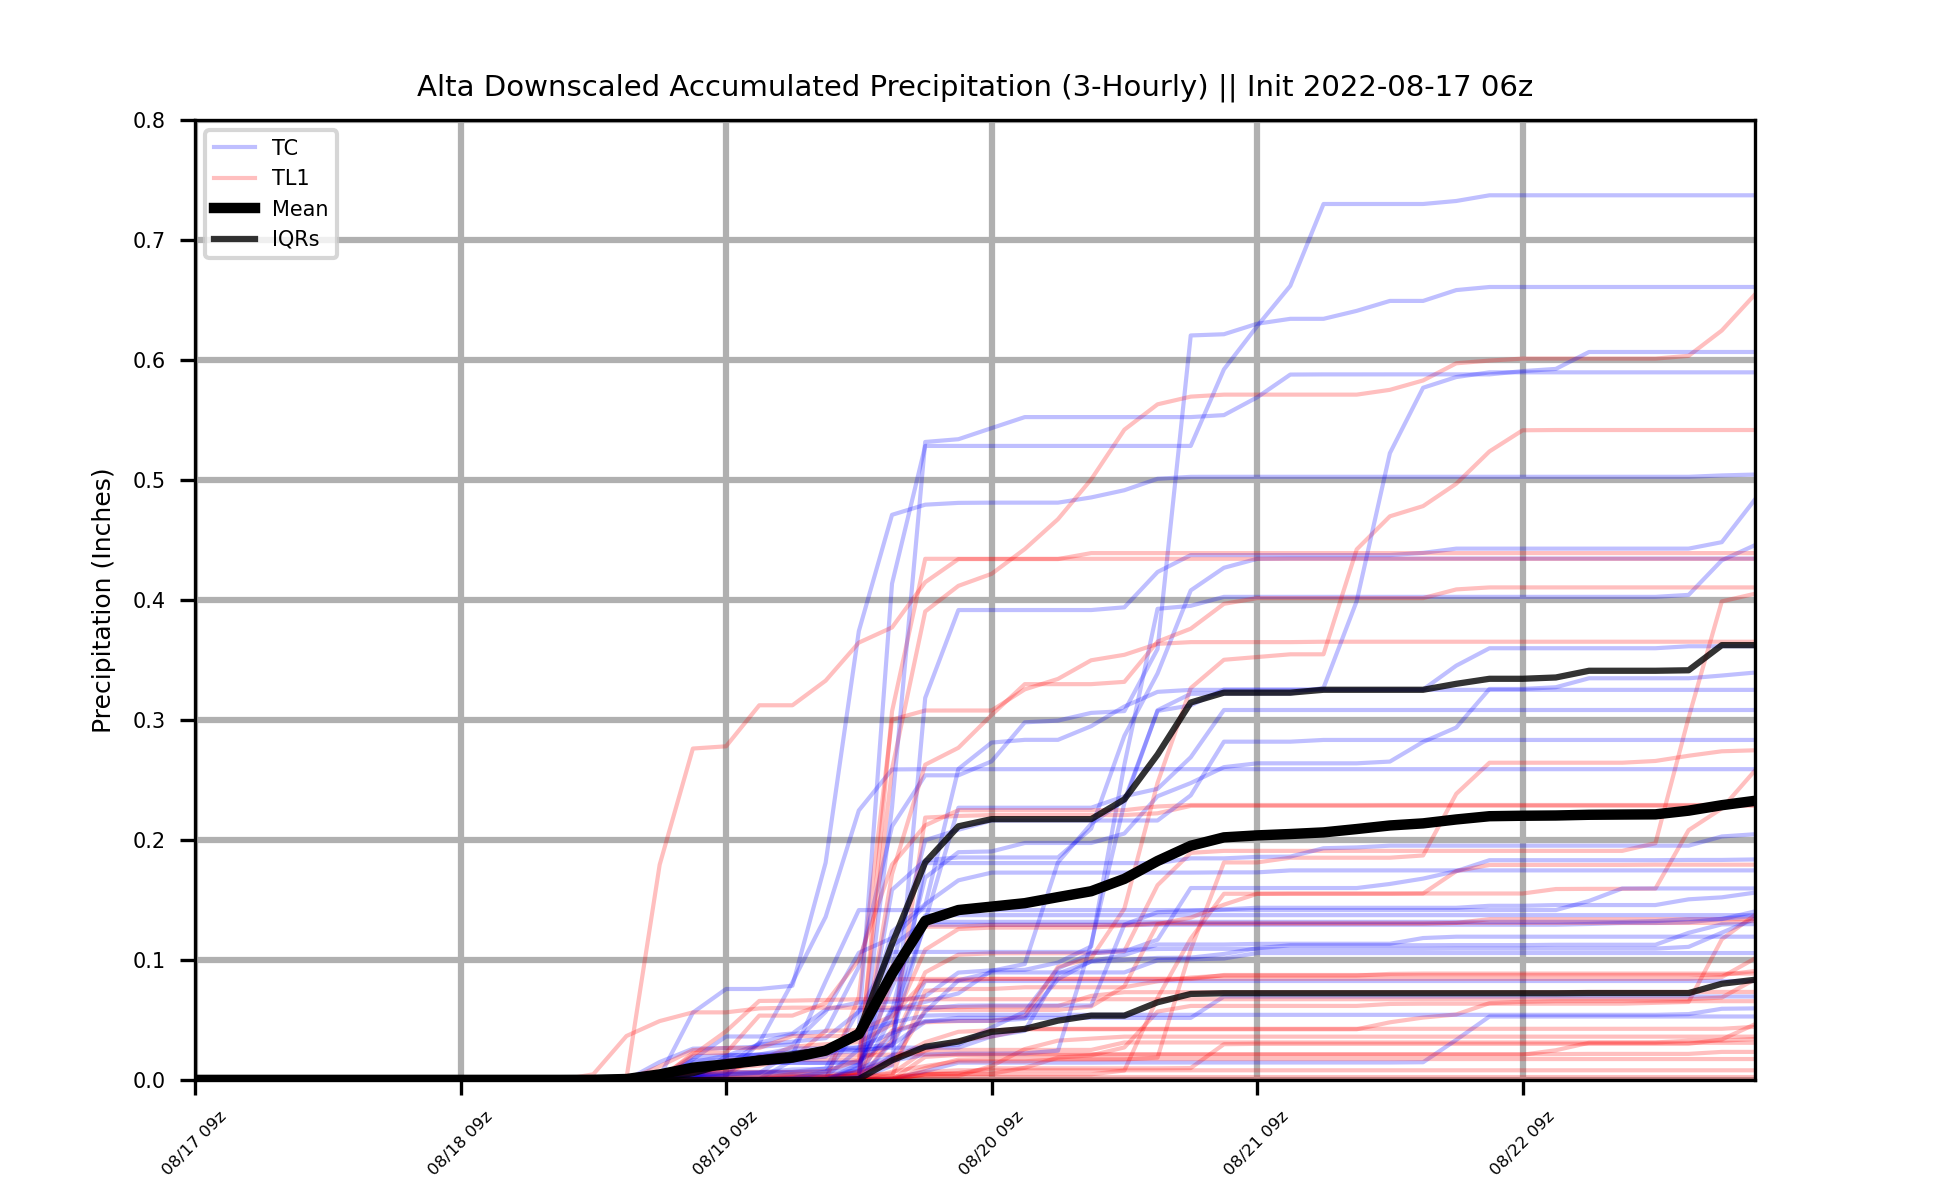 Alta Downscaled Accumulated Precipitation (3-Hourly) || Init 2022-08-17 06z
TC
TL1
Mean
IQRs
Precipitation (Inches)
0.8
0.7
0.6
0.5
0.4
0.3
0.2
0.1
0.0
08/17 09z
08/18 09z
08/19 09z
08/20 09z
08/21 09z
08/22 09z